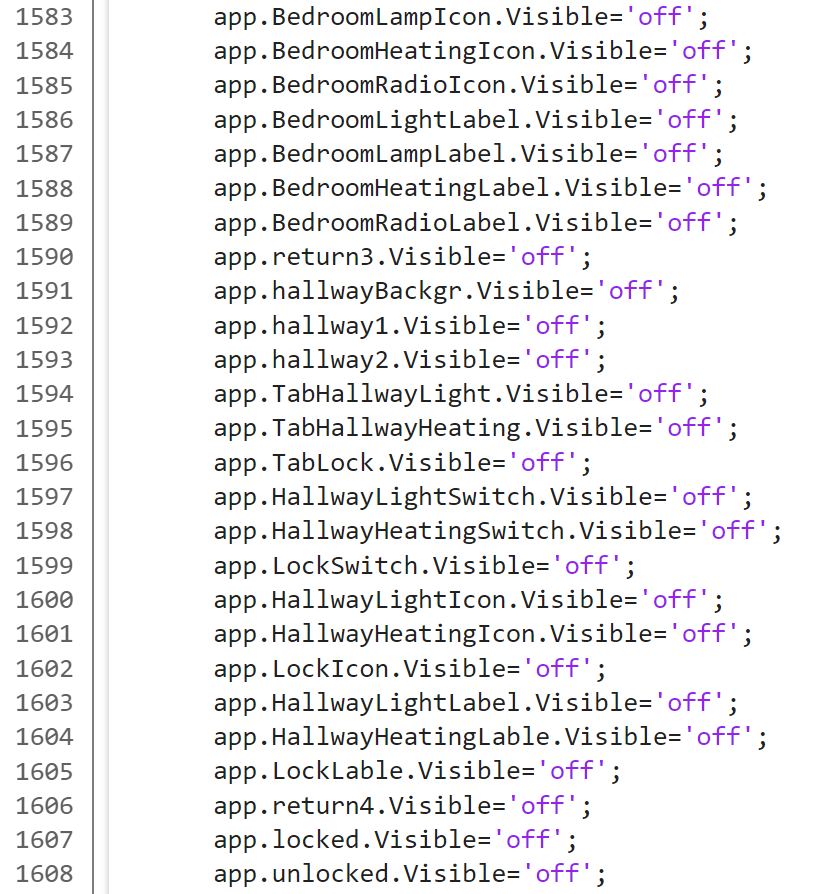 1583 app.BedroomLampIcon.Visible='off';
1584 app.BedroomHeatingIcon.Visible='off';
1585 app.BedroomRadioIcon.Visible='off';
1586 app.BedroomLightLabel.Visible='off';
1587 app.BedroomLampLabel.Visible='off';
1588 app.BedroomHeatingLabel.Visible='off';
1589 app.BedroomRadioLabel.Visible='off';
1590 app.return3.Visible='off';
1591 app.hallwayBackgr.Visible='off';
1592 app.hallway1.Visible='off';
1593 app.hallway2.Visible='off';
1594 app.TabHallwayLight.Visible='off';
1595 app.TabHallwayHeating.Visible='off';
1596 app.TabLock.Visible='off';
1597 app.HallwayLightSwitch.Visible='off';
1598 app.HallwayHeatingSwitch.Visible='off';
1599 app.LockSwitch.Visible='off';
1600 app.HallwayLightIcon.Visible='off';
1601 app.HallwayHeatingIcon.Visible='off';
1602 app.LockIcon.Visible='off';
1603 app.HallwayLightLabel.Visible='off';
1604 app.HallwayHeatingLable.Visible='off';
1605 app.LockLable.Visible='off';
1606 app.return4.Visible='off';
1607 app.locked.Visible='off';
1608 app.unlocked.Visible='off';